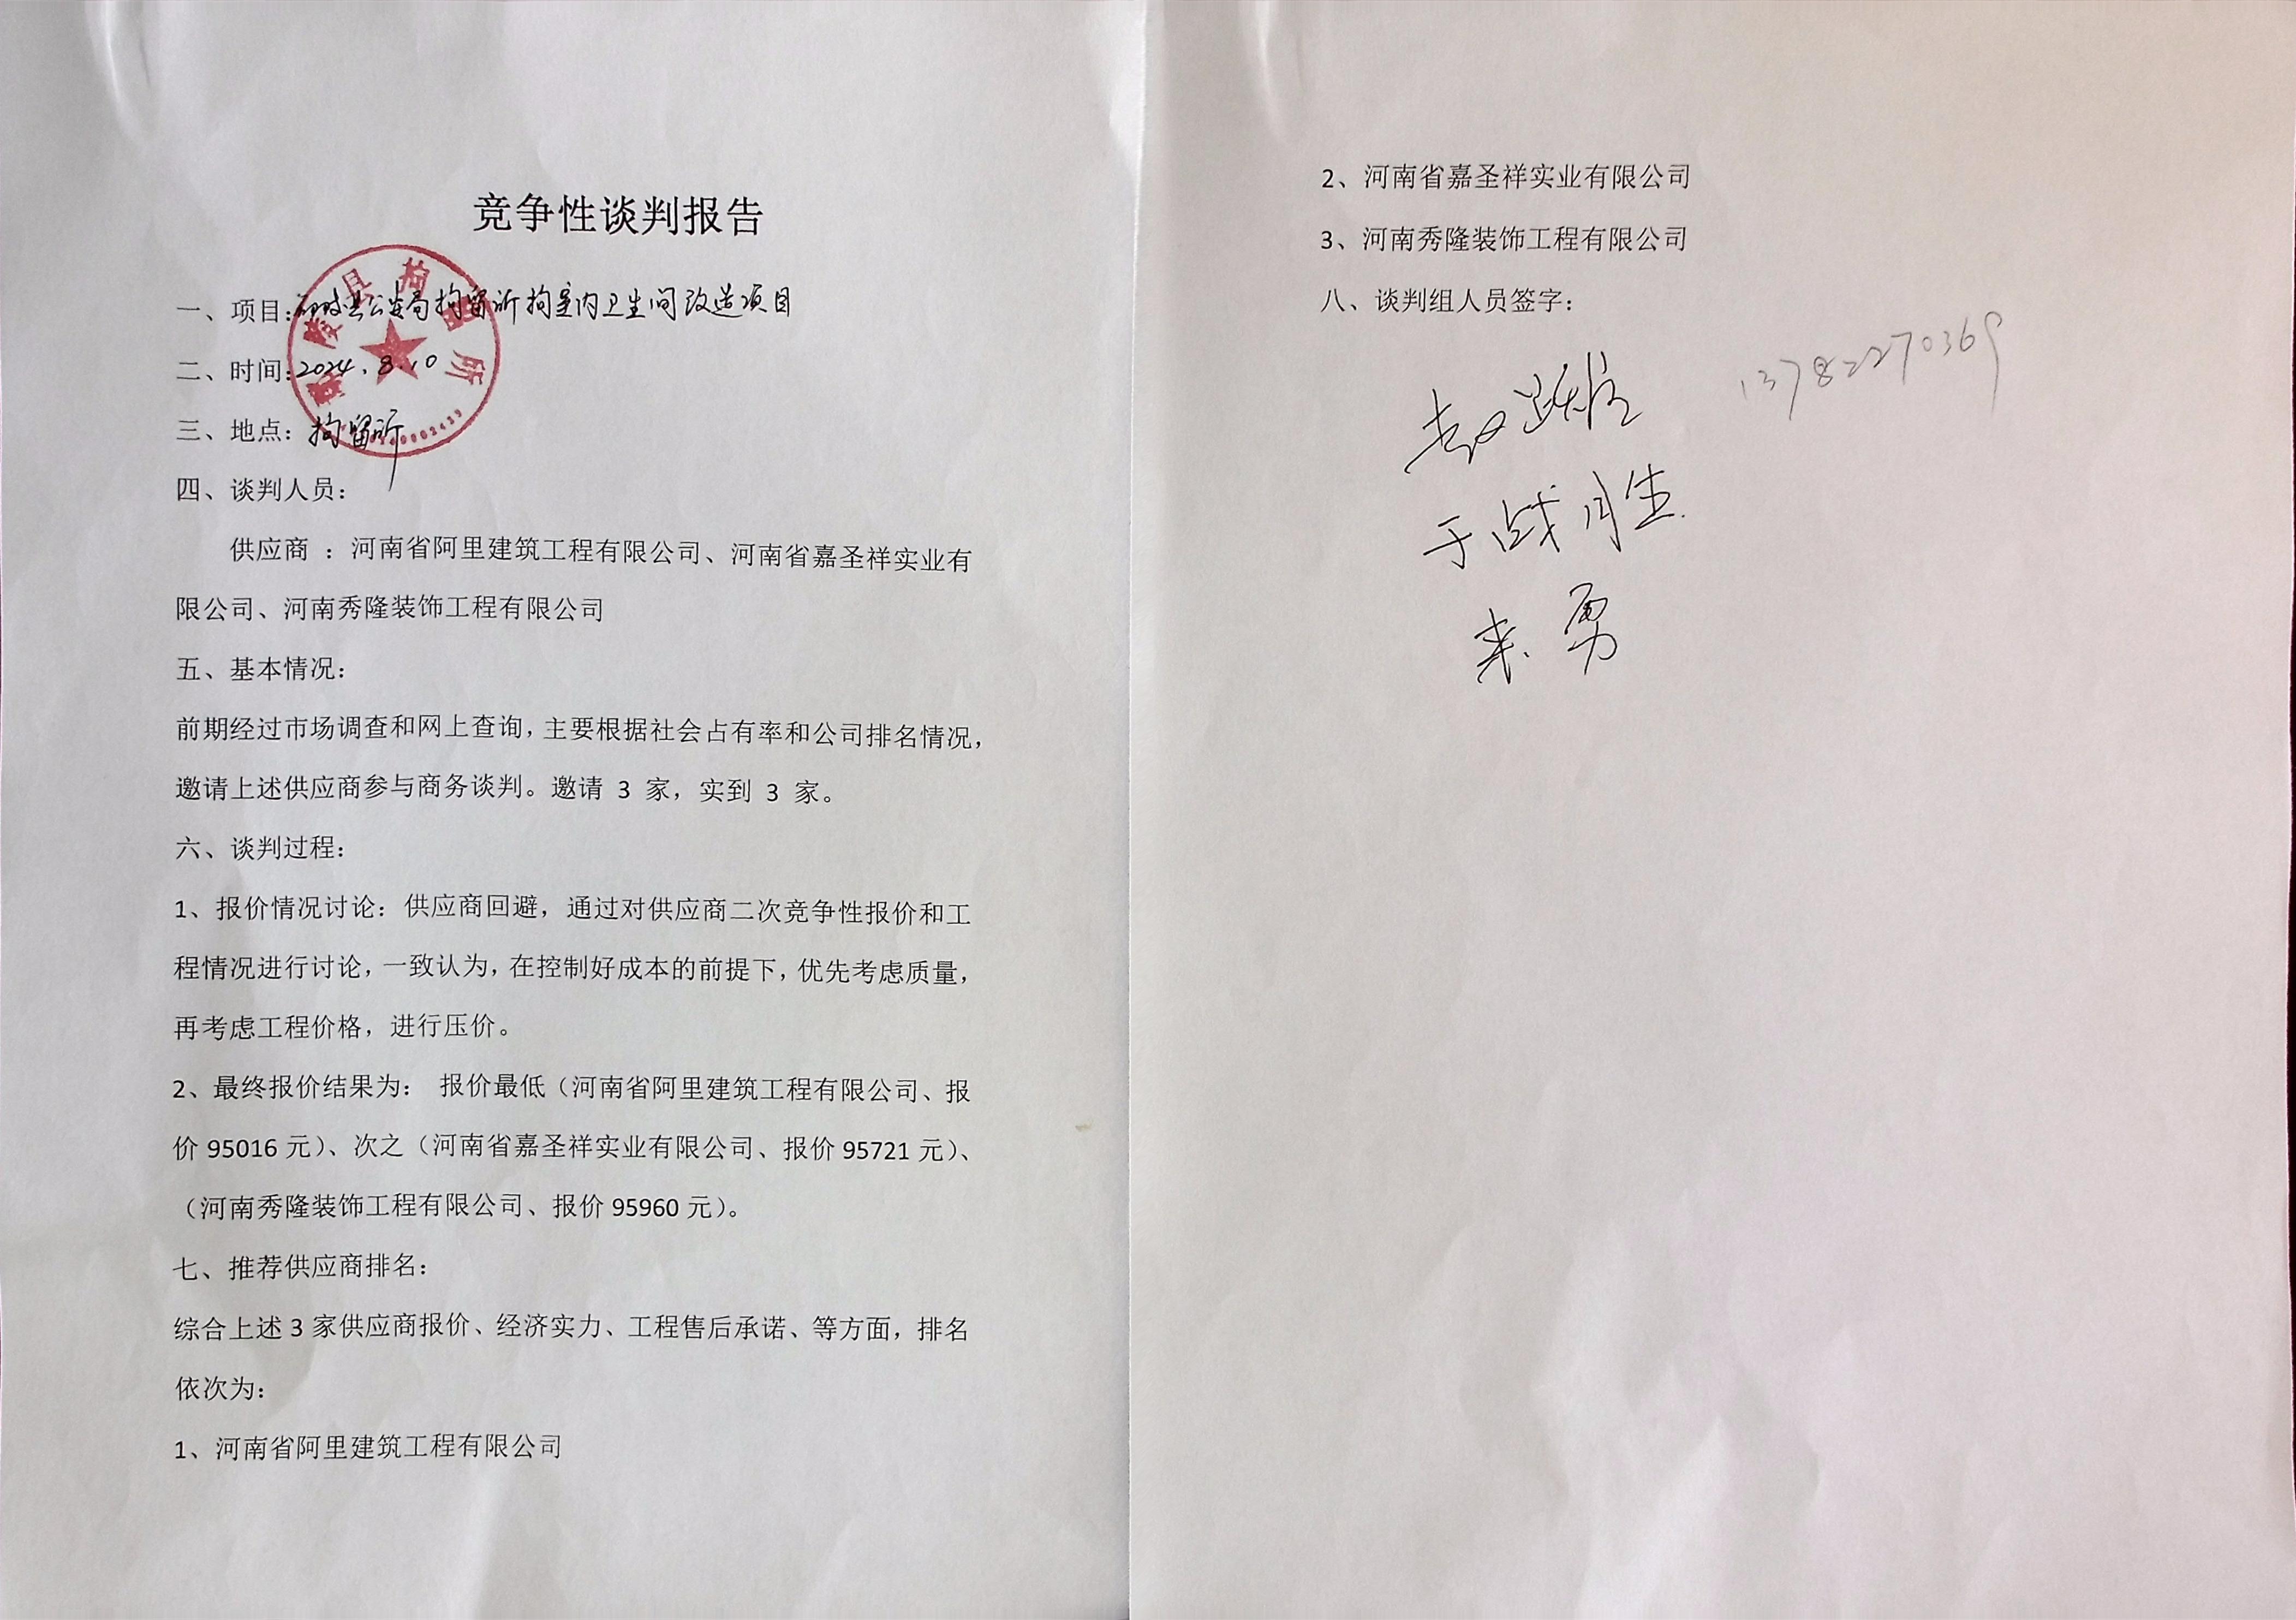 竞争性谈判报告
一、项目:鄢陵县公安局拘留所拘室内卫生间改造项目
二、时间:2024.8.10
三、地点：拘留所
四、谈判人员：
供应商 ：河南省阿里建筑工程有限公司、河南省嘉圣祥实业有
限公司、河南秀隆装饰工程有限公司
五、基本情况：
前期经过市场调查和网上查询，主要根据社会占有率和公司排名情况，
邀请上述供应商参与商务谈判。邀请 3 家，实到 3 家。
六、谈判过程：
1、报价情况讨论：供应商回避，通过对供应商二次竞争性报价和工
程情况进行讨论，一致认为，在控制好成本的前提下，优先考虑质量，
再考虑工程价格，进行压价。
2、最终报价结果为： 报价最低（河南省阿里建筑工程有限公司、报
价 95016 元）、次之（河南省嘉圣祥实业有限公司、报价 95721 元）、
（河南秀隆装饰工程有限公司、报价 95960 元）。
七、推荐供应商排名：
综合上述 3 家供应商报价、经济实力、工程售后承诺、等方面，排名
依次为：
1、河南省阿里建筑工程有限公司
2、河南省嘉圣祥实业有限公司
3、河南秀隆装饰工程有限公司
八、谈判组人员签字：
13782270369
于战胜
鄢陵县拘留所